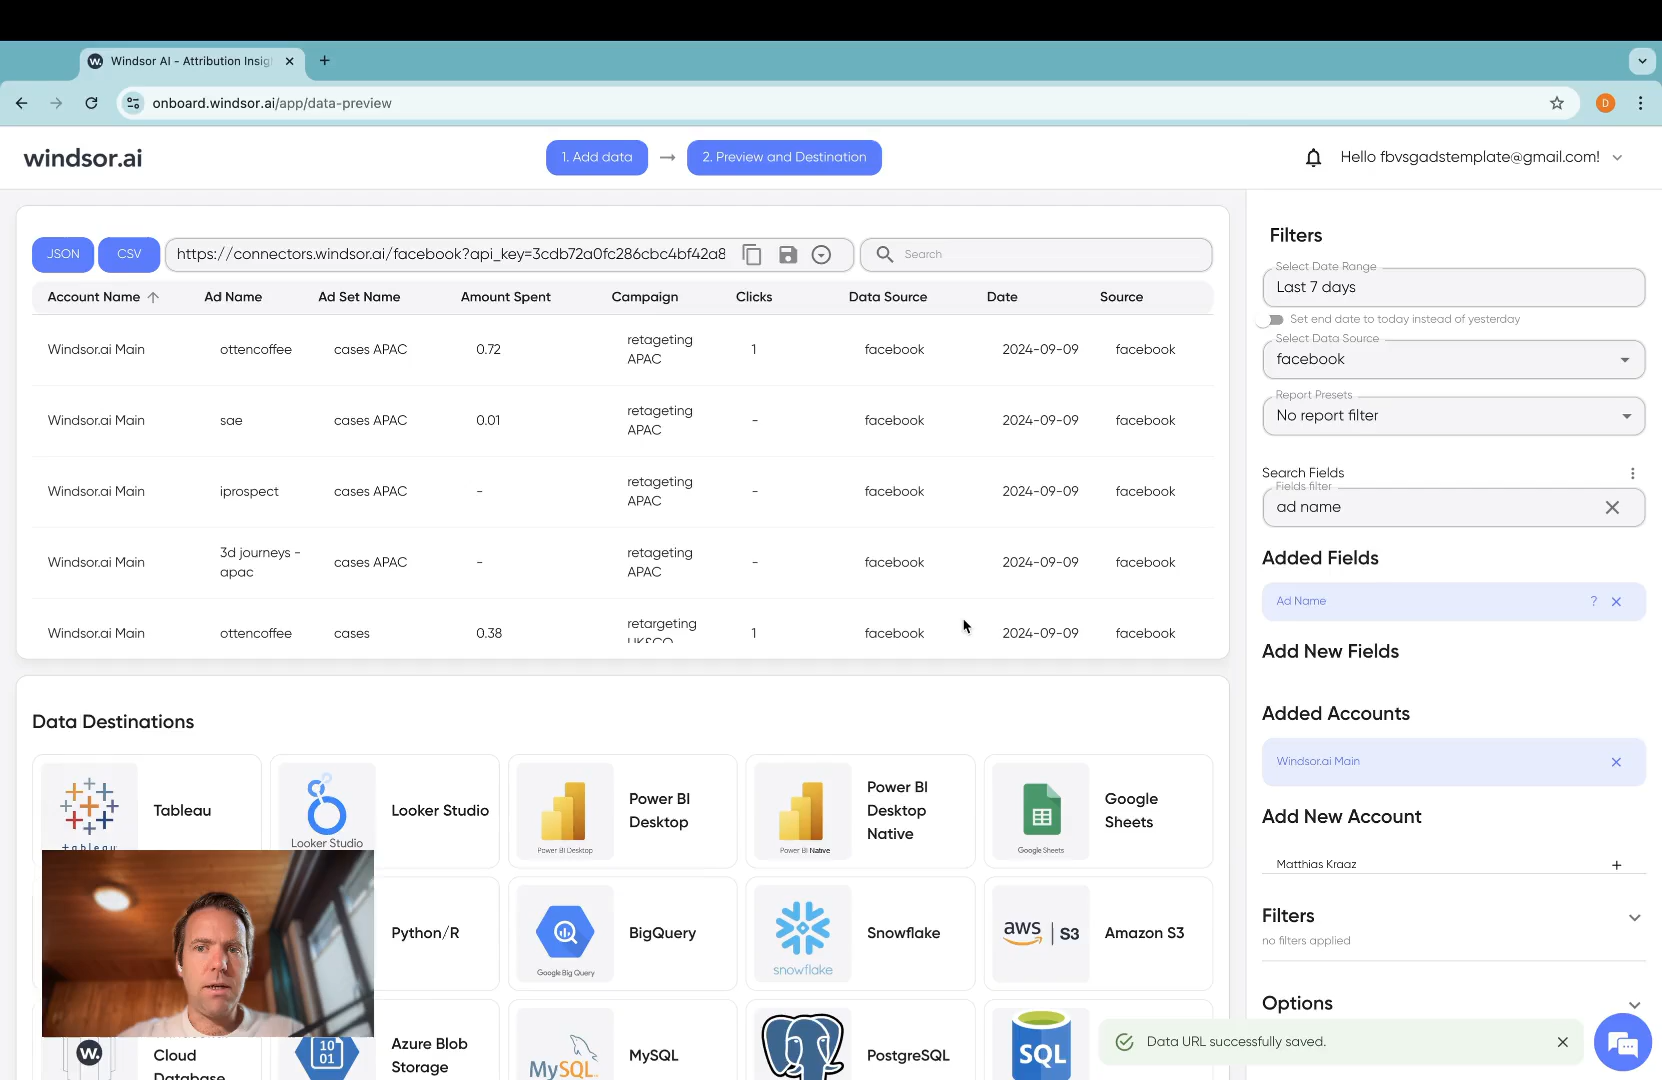 Windsor AI - Attribution Insig
onboard.windsor.ai/app/data-preview
D
windsor.ai
1. Add data
2. Preview and Destination
Hello fbvsgadstemplate@gmail.com!
JSON
CSV
https://connectors.windsor.ai/facebook?api_key=3cdb72a0fc286cbc4bf42a8
Search
Account Name Ad Name Ad Set Name Amount Spent Campaign Clicks Data Source Date Source
Windsor.ai Main ottencoffee cases APAC 0.72 retageting APAC 1 facebook 2024-09-09 facebook
Windsor.ai Main sae cases APAC 0.01 retageting APAC - facebook 2024-09-09 facebook
Windsor.ai Main iprospect cases APAC - retageting APAC - facebook 2024-09-09 facebook
Windsor.ai Main 3d journeys - apac cases APAC - retageting APAC - facebook 2024-09-09 facebook
Windsor.ai Main ottencoffee cases 0.38 retargeting 1 facebook 2024-09-09 facebook
Data Destinations
tableau
Tableau
Looker Studio
Looker Studio
Power BI Desktop
Power BI
Desktop
Power BI Native
Power BI
Desktop
Native
Google Sheets
Google
Sheets
Python/R
Google Big Query
BigQuery
snowflake
Snowflake
aws | S3
Amazon S3
W.
Cloud
Database
10
01
Azure Blob
Storage
MySQL
MySQL
PostgreSQL
SQL
Filters
Select Date Range
Last 7 days
Set end date to today instead of yesterday
Select Data Source
facebook
Report Presets
No report filter
Search Fields
Fields filter
ad name
Added Fields
Ad Name ?
Add New Fields
Added Accounts
Windsor.ai Main
Add New Account
Matthias Kraaz +
Filters
no filters applied
Options
Data URL successfully saved.